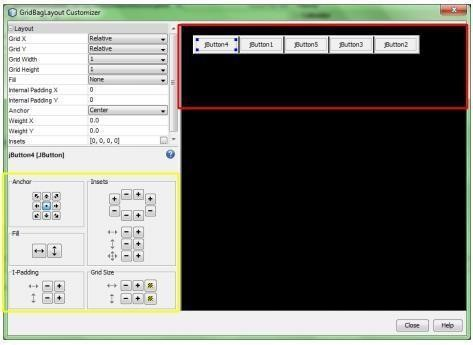 GridBagLayout Customizer
Layout
Grid X Relative
Grid Y Relative
Grid Width 1
Grid Height 1
Fill None
Internal Padding X 0
Internal Padding Y 0
Anchor Center
Weight X 0.0
Weight Y 0.0
Insets [0, 0, 0, 0] ...
jButton4 [JButton]
Anchor
Insets
Fill
I-Padding
Grid Size
jButton4 jButton1 jButton5 jButton3 jButton2
Close Help